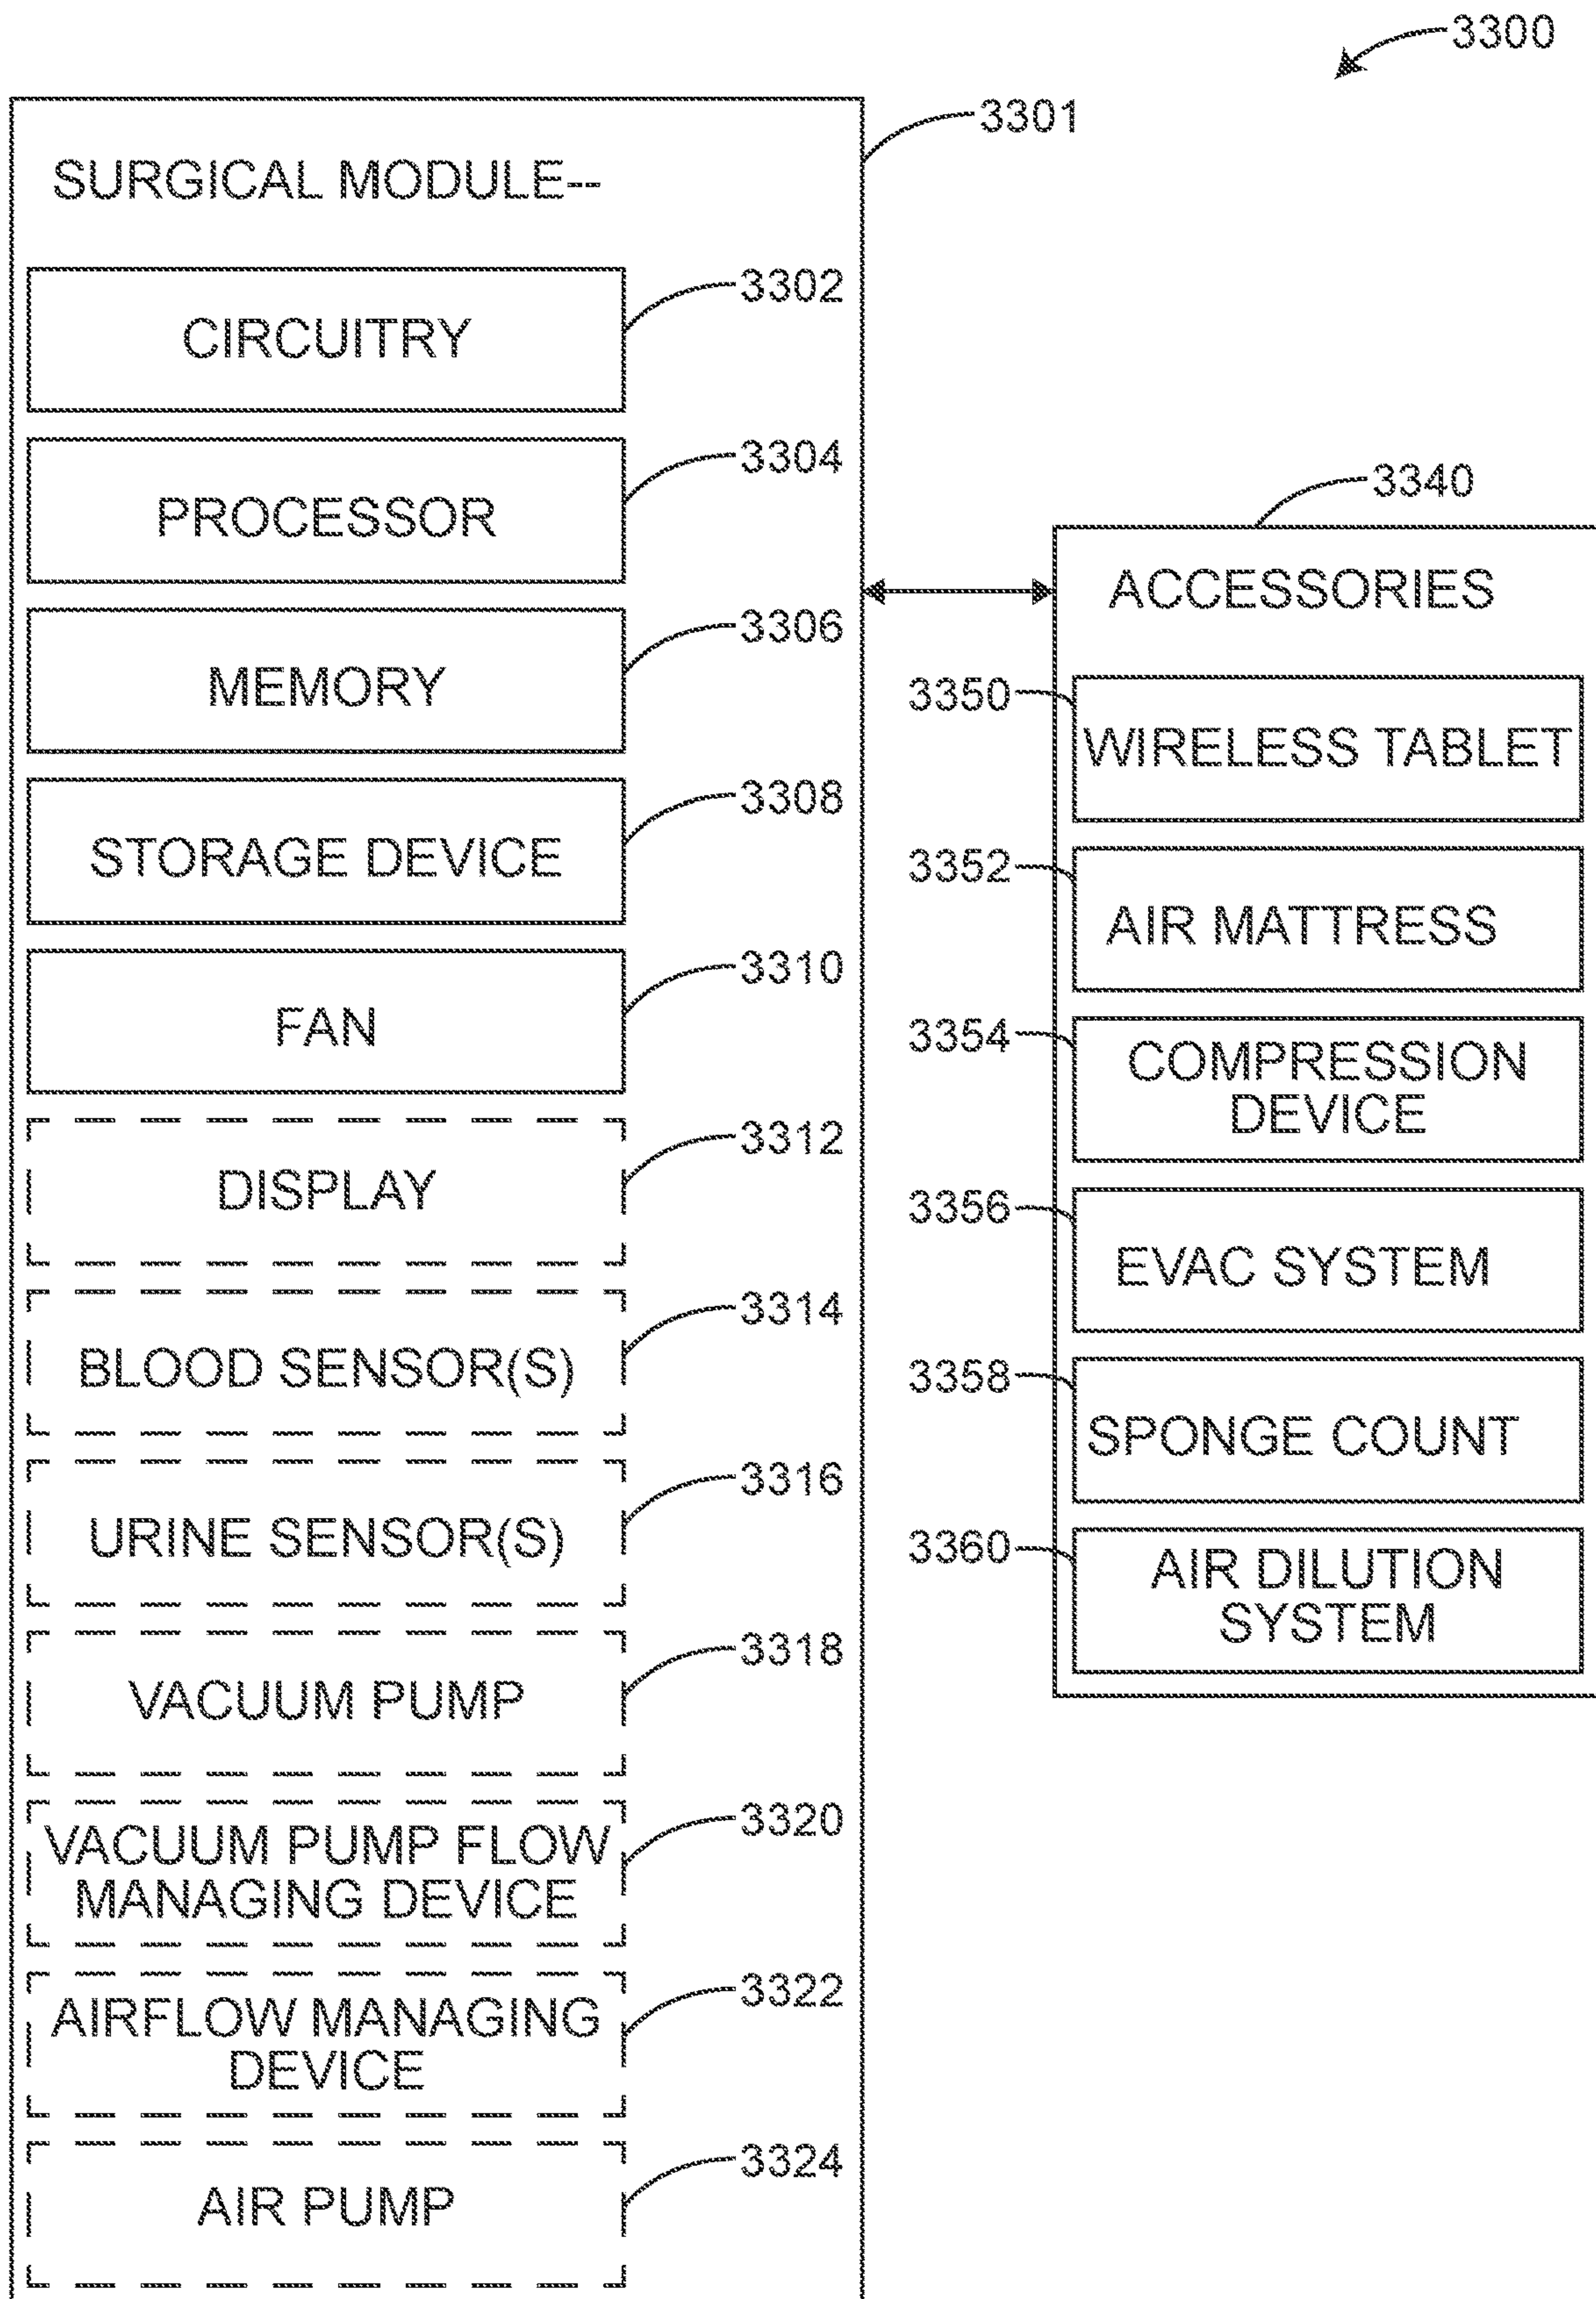 3300
3301
SURGICAL MODULE--
3302
CIRCUITRY
3304
PROCESSOR
3306
MEMORY
3308
STORAGE DEVICE
3310
FAN
3312
DISPLAY
3314
BLOOD SENSOR(S)
3316
URINE SENSOR(S)
3318
VACUUM PUMP
3320
VACUUM PUMP FLOW
MANAGING DEVICE
3322
AIRFLOW MANAGING
DEVICE
3324
AIR PUMP
3340
ACCESSORIES
3350
WIRELESS TABLET
3352
AIR MATTRESS
3354
COMPRESSION
DEVICE
3356
EVAC SYSTEM
3358
SPONGE COUNT
3360
AIR DILUTION
SYSTEM